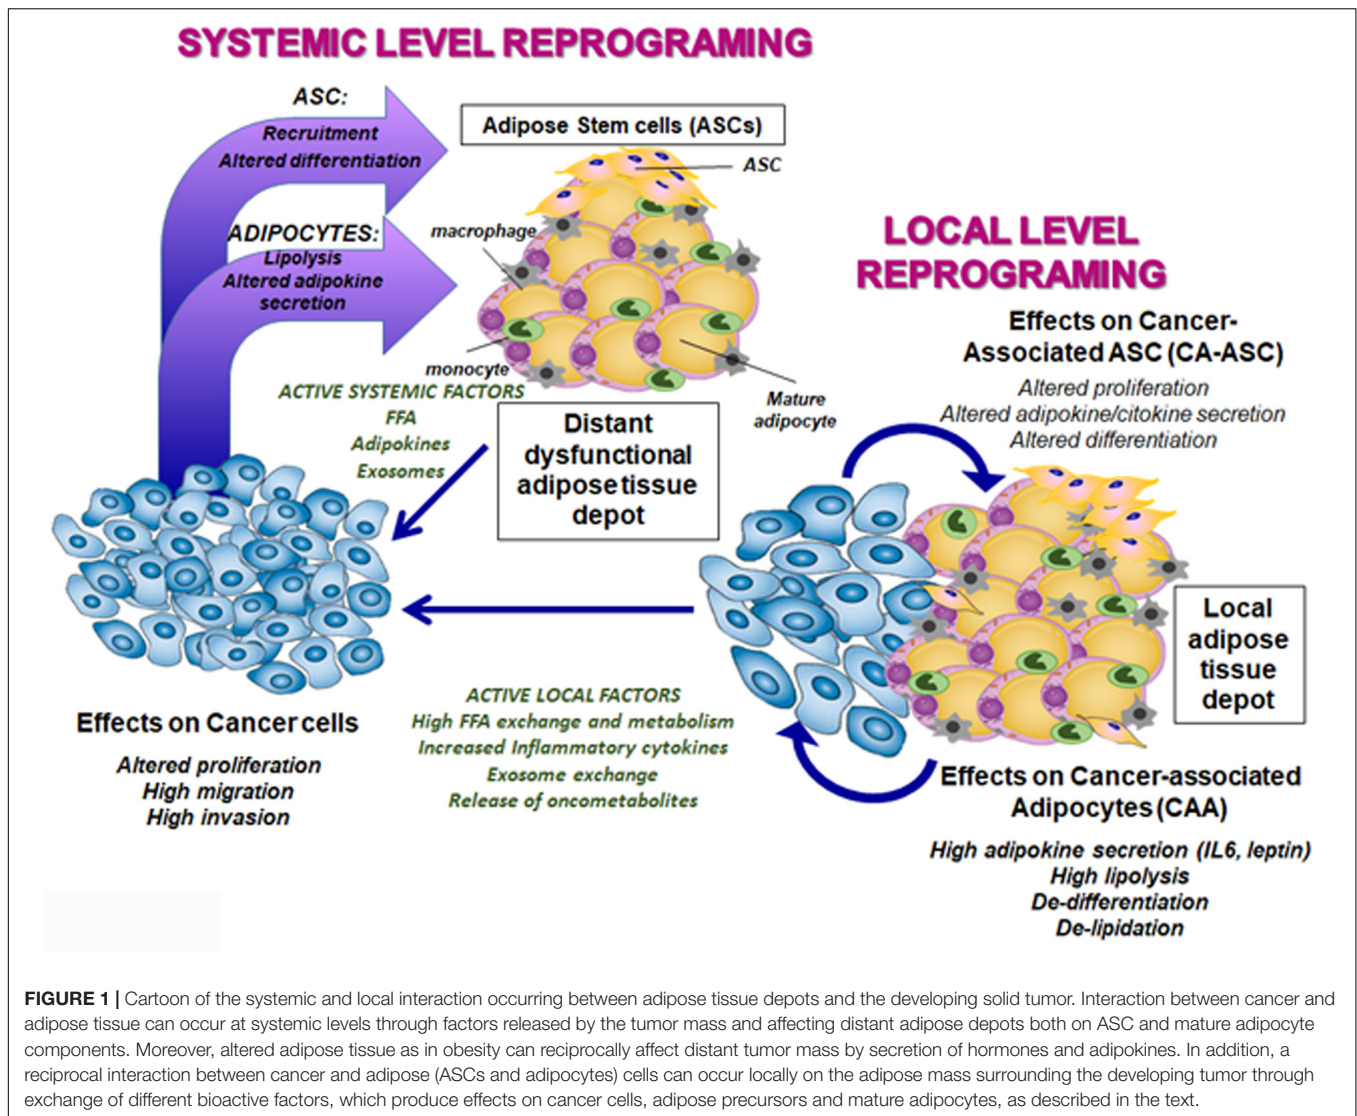 SYSTEMIC LEVEL REPROGRAMING
ASC:
Recruitment
Altered differentiation
ADIPOCYTES:
Lipolysis
Altered adipokine
secretion
Adipose Stem cells (ASCs)
ASC
macrophage
monocyte
Mature
adipocyte
ACTIVE SYSTEMIC FACTORS
FFA
Adipokines
Exosomes
Distant
dysfunctional
adipose tissue
depot
LOCAL LEVEL
REPROGRAMING
Effects on Cancer-
Associated ASC (CA-ASC)
Altered proliferation
Altered adipokine/citokine secretion
Altered differentiation
Local
adipose
tissue
depot
Effects on Cancer cells
Altered proliferation
High migration
High invasion
ACTIVE LOCAL FACTORS
High FFA exchange and metabolism
Increased Inflammatory cytokines
Exosome exchange
Release of oncometabolites
Effects on Cancer-associated
Adipocytes (CAA)
High adipokine secretion (IL6, leptin)
High lipolysis
De-differentiation
De-lipidation
FIGURE 1 | Cartoon of the systemic and local interaction occurring between adipose tissue depots and the developing solid tumor. Interaction between cancer and
adipose tissue can occur at systemic levels through factors released by the tumor mass and affecting distant adipose depots both on ASC and mature adipocyte
components. Moreover, altered adipose tissue as in obesity can reciprocally affect distant tumor mass by secretion of hormones and adipokines. In addition, a
reciprocal interaction between cancer and adipose (ASCs and adipocytes) cells can occur locally on the adipose mass surrounding the developing tumor through
exchange of different bioactive factors, which produce effects on cancer cells, adipose precursors and mature adipocytes, as described in the text.